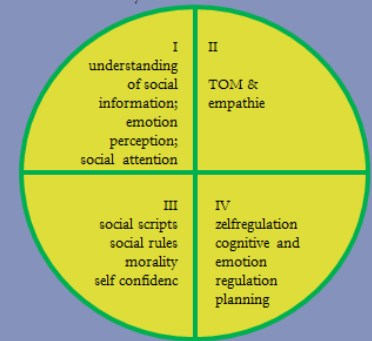 I
understanding
of social
information;
emotion
perception;
social attention
II
TOM &
empathie
III
social scripts
social rules
morality
self confidenc
IV
zelfregulation
cognitive and
emotion
regulation
planning